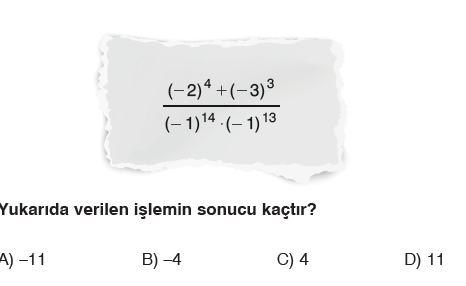 (–2)⁴ + (–3)³
(–1)¹⁴ · (–1)¹³
Yukarıda verilen işlemin sonucu kaçtır?
A) –11 B) –4 C) 4 D) 11